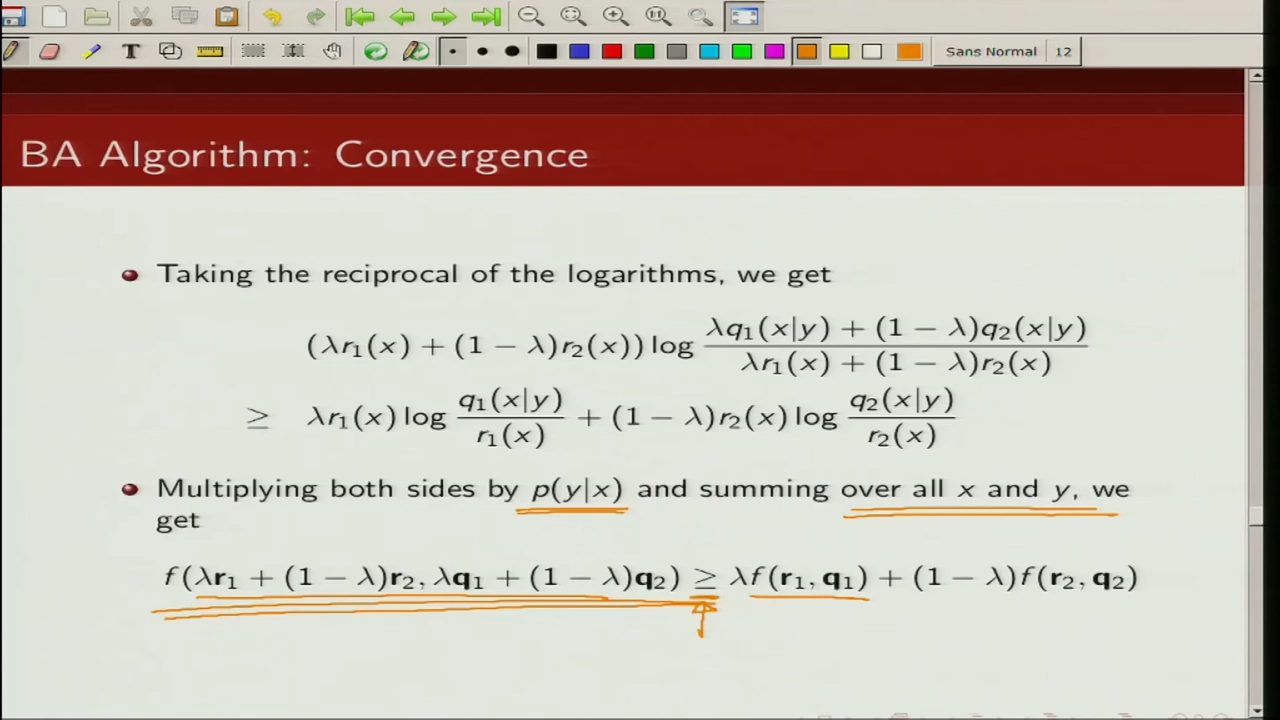 Sans Normal 12
BA Algorithm: Convergence
Taking the reciprocal of the logarithms, we get
(λr₁(x) + (1 − λ)r₂(x)) log (λq₁(x|y) + (1 − λ)q₂(x|y)) / (λr₁(x) + (1 − λ)r₂(x))
≥ λr₁(x) log q₁(x|y) / r₁(x) + (1 − λ)r₂(x) log q₂(x|y) / r₂(x)
Multiplying both sides by p(y|x) and summing over all x and y, we
get
f(λr₁ + (1 − λ)r₂, λq₁ + (1 − λ)q₂) ≥ λf(r₁, q₁) + (1 − λ)f(r₂, q₂)